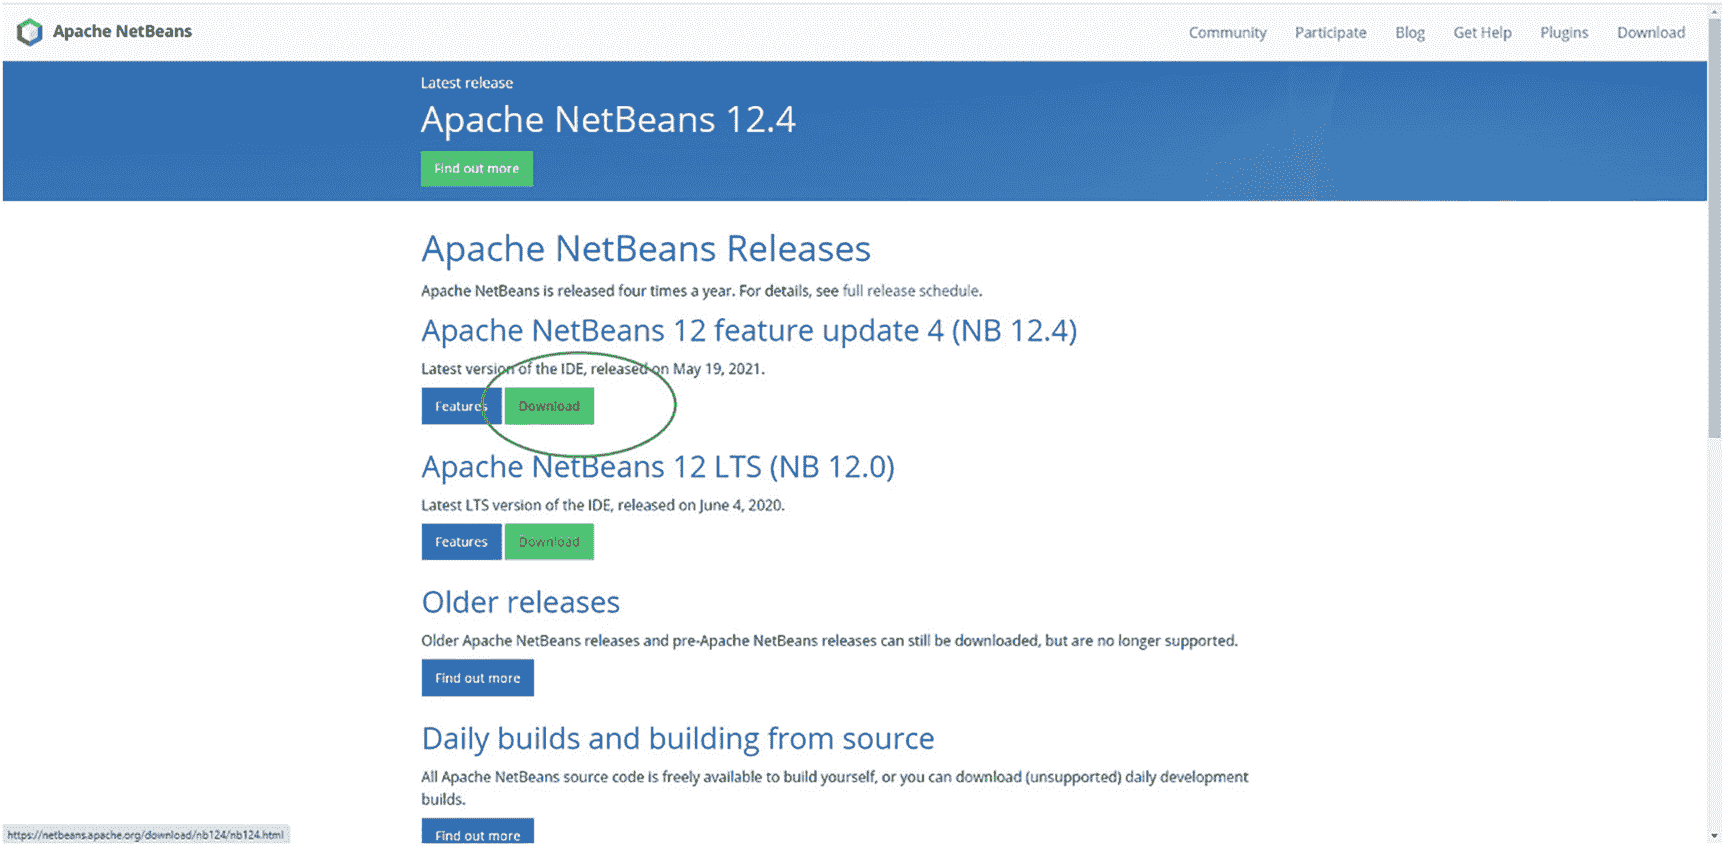 Apache NetBeans
Community Participate Blog Get Help Plugins Download
Latest release
Apache NetBeans 12.4
Find out more
Apache NetBeans Releases
Apache NetBeans is released four times a year. For details, see full release schedule.
Apache NetBeans 12 feature update 4 (NB 12.4)
Latest version of the IDE, released on May 19, 2021.
Features Download
Apache NetBeans 12 LTS (NB 12.0)
Latest LTS version of the IDE, released on June 4, 2020.
Features Download
Older releases
Older Apache NetBeans releases and pre-Apache NetBeans releases can still be downloaded, but are no longer supported.
Find out more
Daily builds and building from source
All Apache NetBeans source code is freely available to build yourself, or you can download (unsupported) daily development
builds.
Find out more
https://netbeans.apache.org/download/nb124/nb124.html